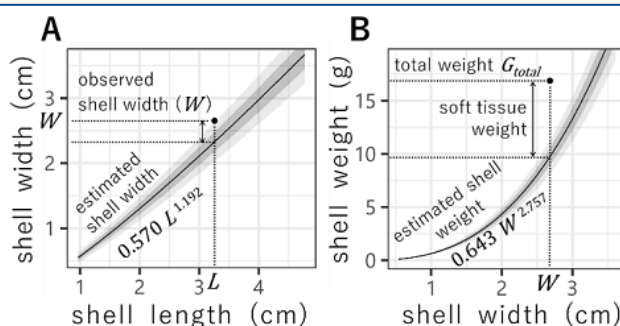 A
shell width (cm)
3
2
1
W
observed
shell width (W)
estimated
shell width
0.570 L^1.192
1
2
3
L
4
shell length (cm)
B
shell weight (g)
15
10
5
0
total weight G_total
soft tissue
weight
estimated shell
weight
0.643 W^2.757
1
2
W
3
shell width (cm)